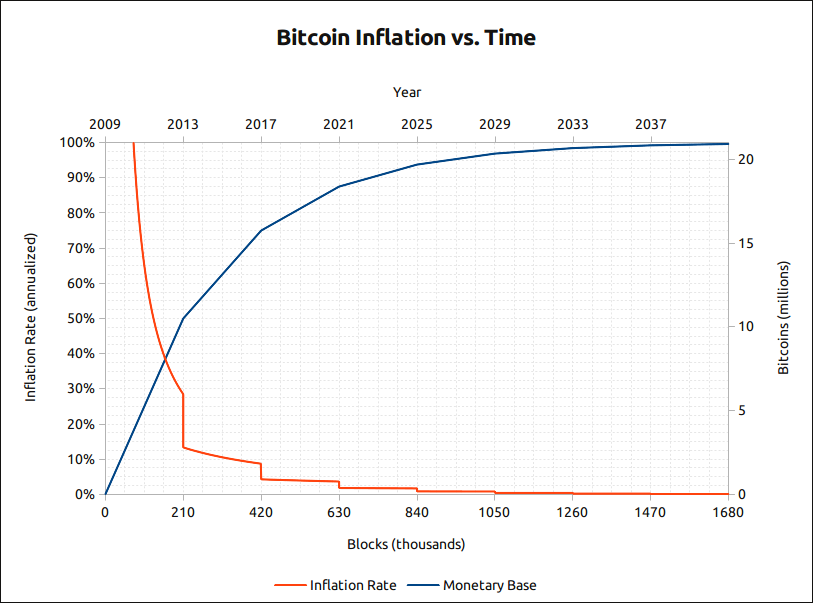 Bitcoin Inflation vs. Time
Year
2009 2013 2017 2021 2025 2029 2033 2037
100%
90%
80%
70%
60%
50%
40%
30%
20%
10%
0%
Inflation Rate (annualized)
20
15
10
5
0
Bitcoins (millions)
0 210 420 630 840 1050 1260 1470 1680
Blocks (thousands)
Inflation Rate Monetary Base